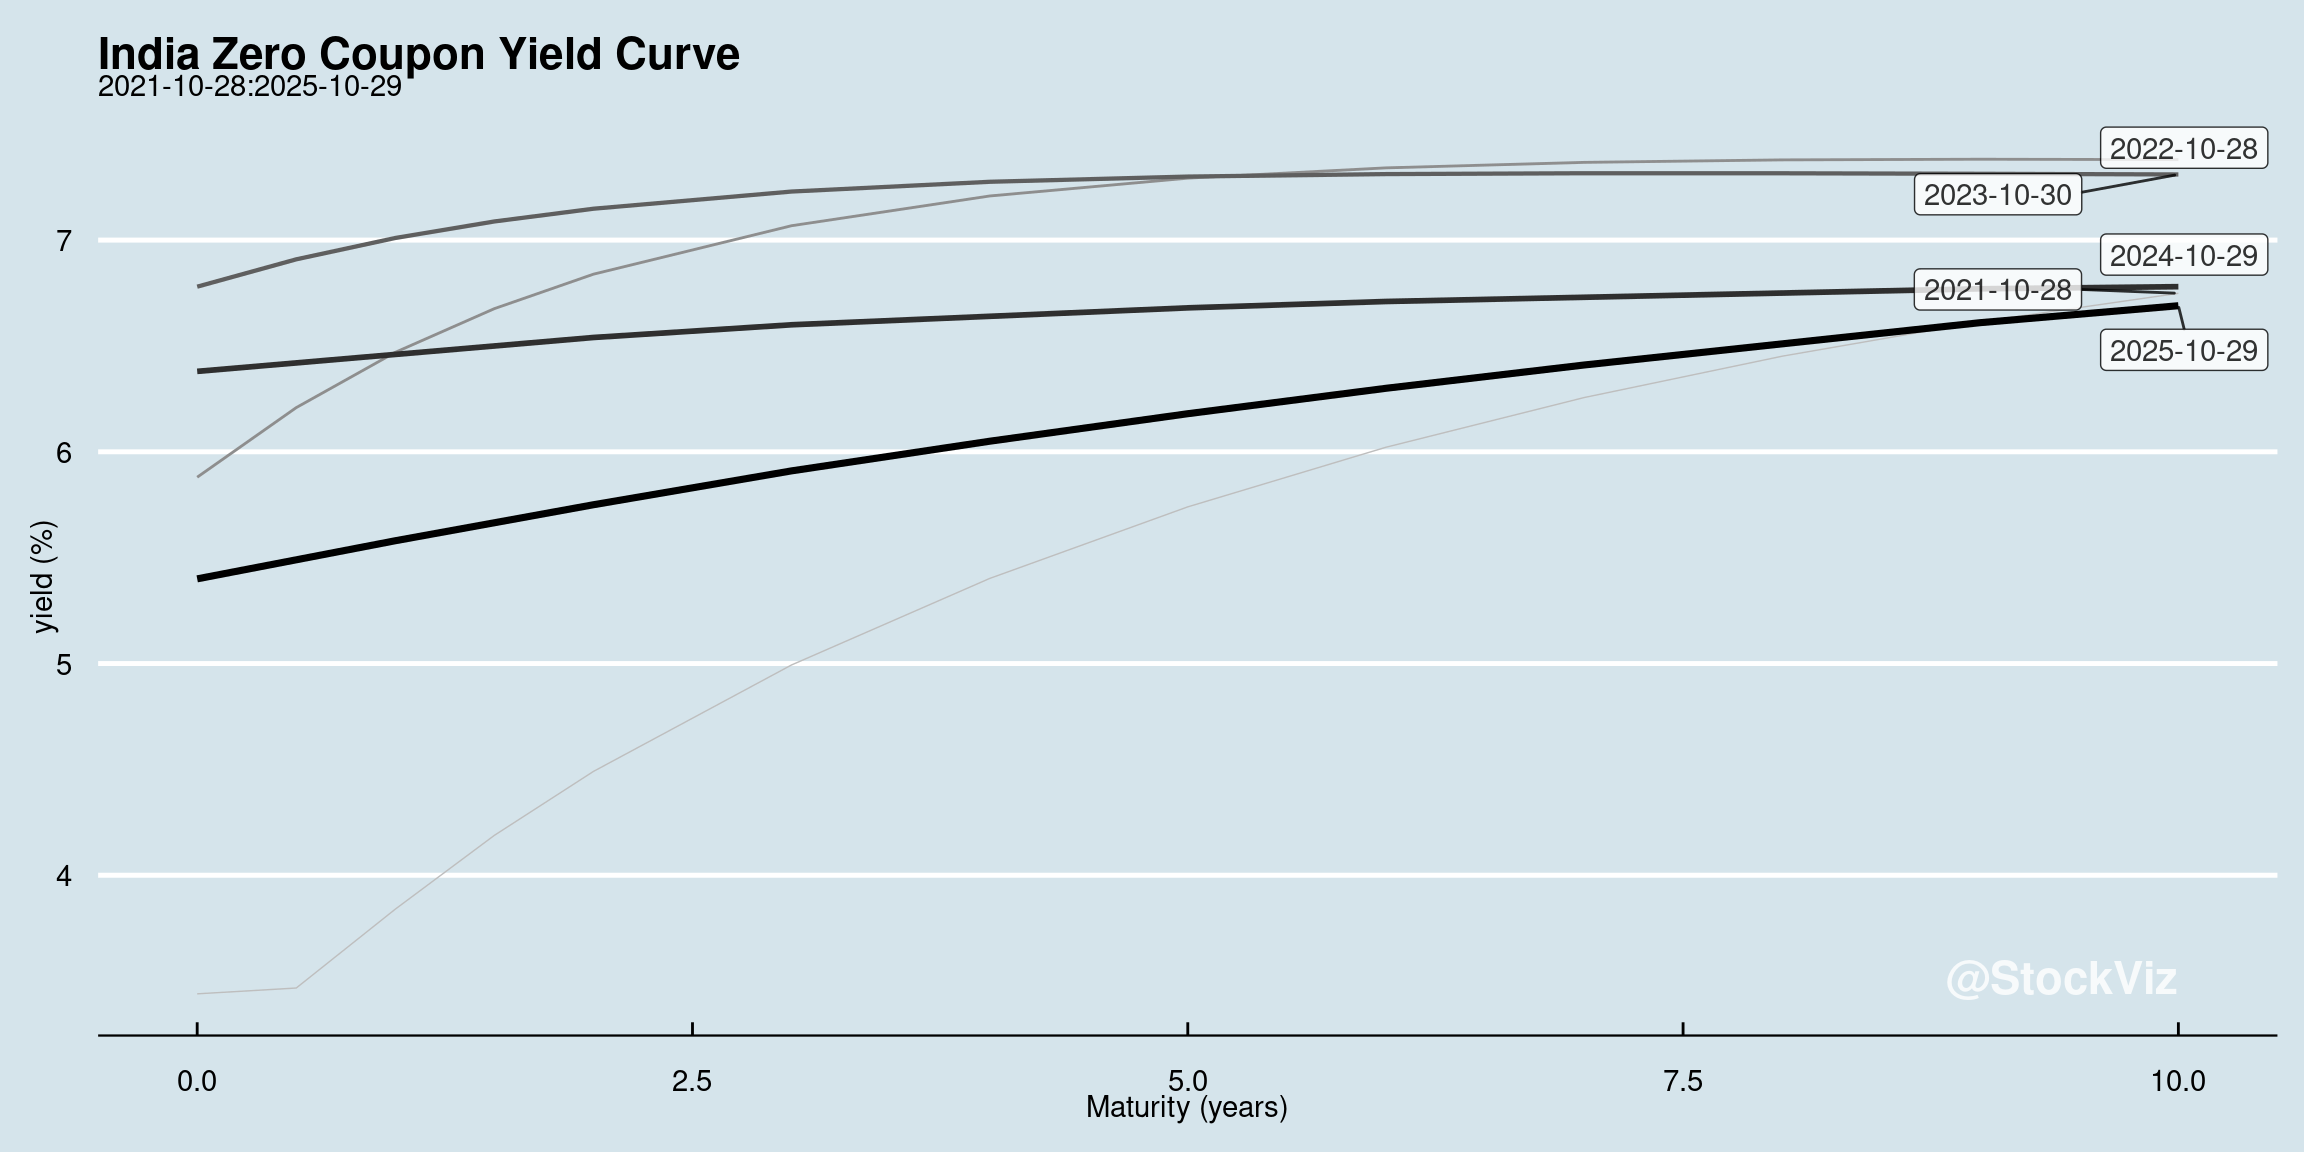 India Zero Coupon Yield Curve
2021-10-28:2025-10-29
2022-10-28
2023-10-30
2024-10-29
2021-10-28
2025-10-29
7
6
5
4
yield (%)
@StockViz
0.0 2.5 5.0 7.5 10.0
Maturity (years)